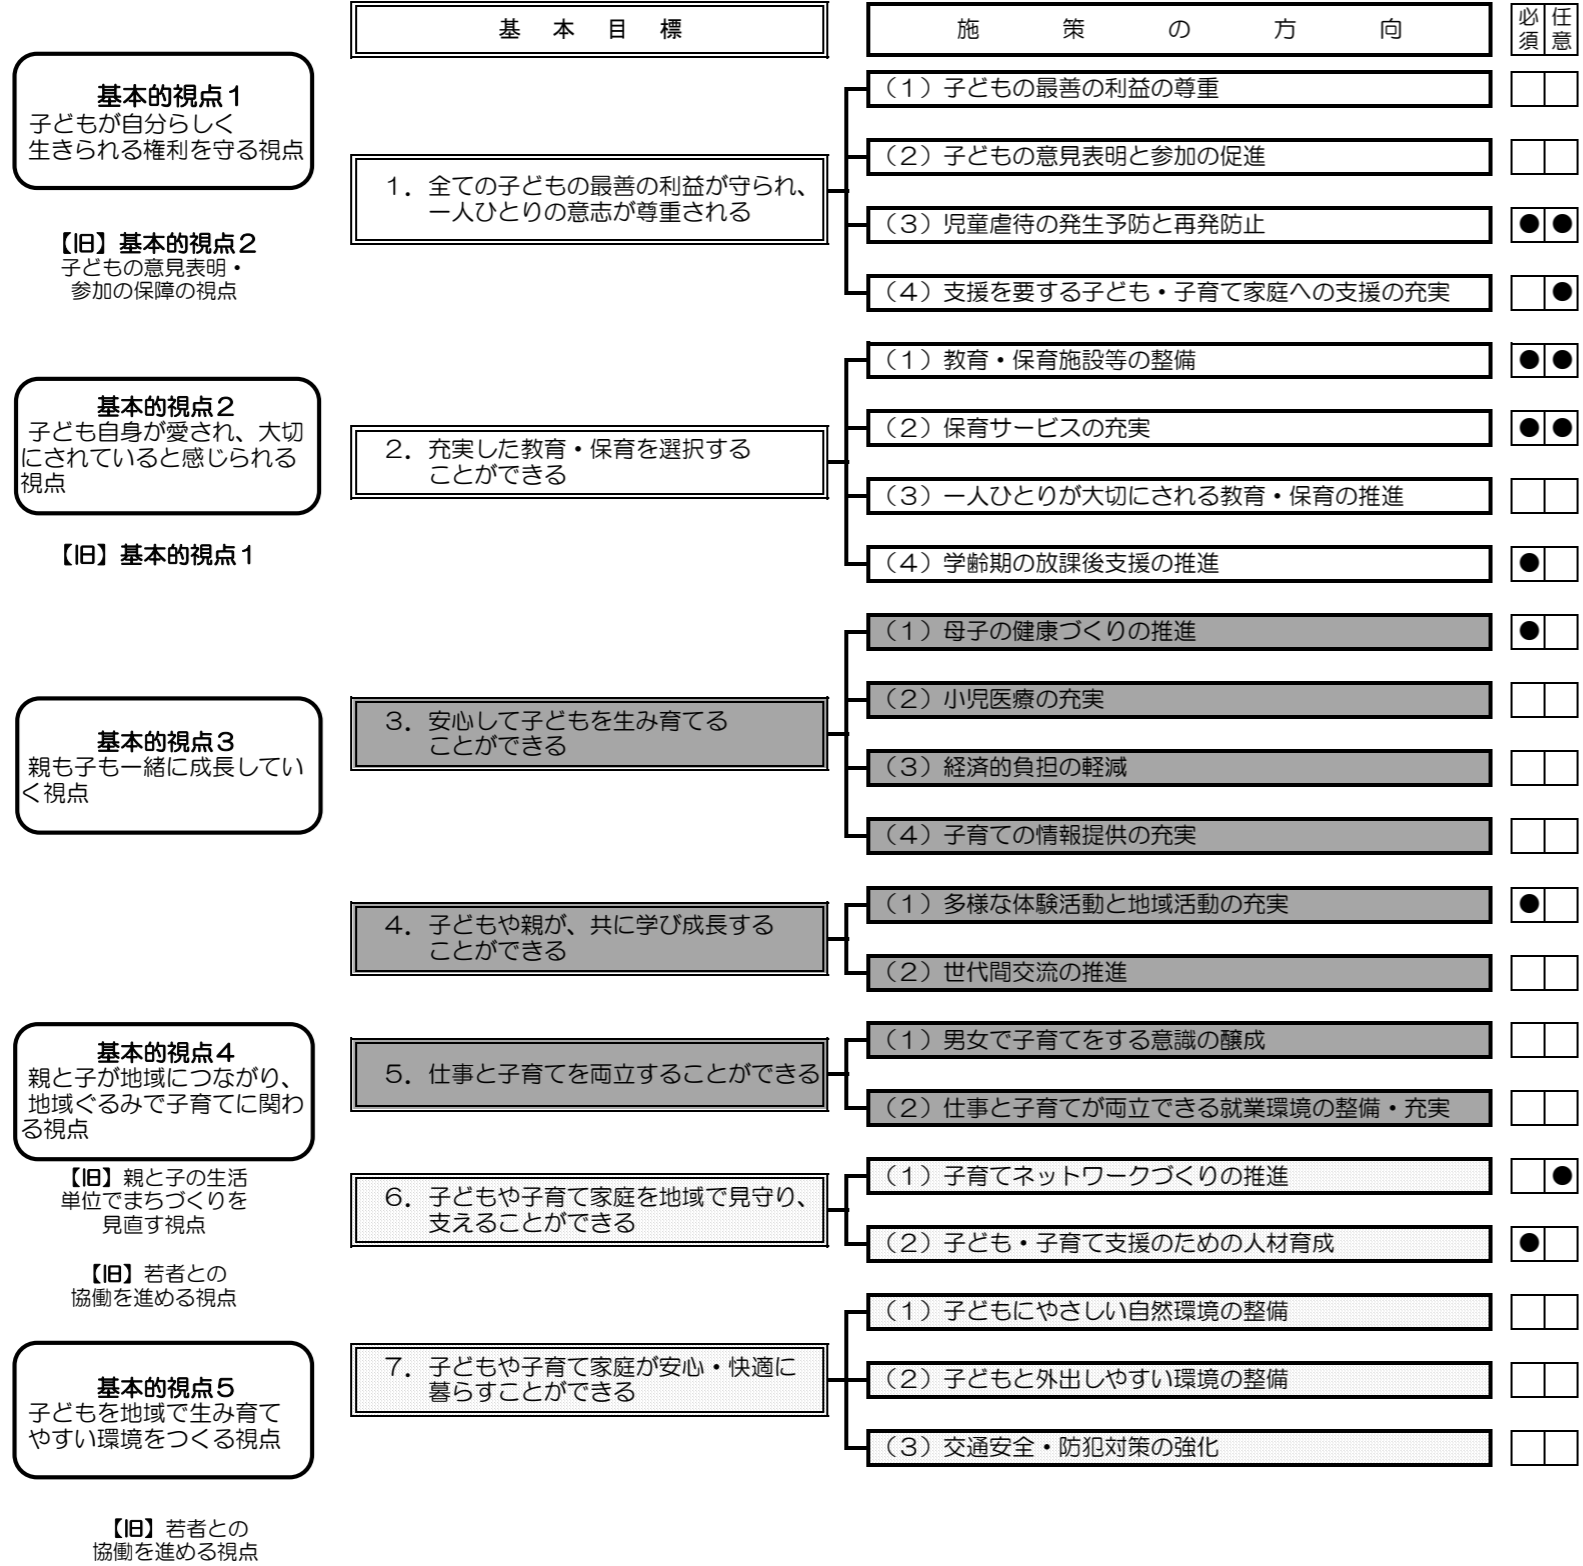 基本目標
施策の方向
必須
任意
基本的視点1
子どもが自分らしく
生きられる権利を守る視点
【旧】基本的視点2
子どもの意見表明・
参加の保障の視点
1．全ての子どもの最善の利益が守られ、
一人ひとりの意志が尊重される
（1）子どもの最善の利益の尊重
（2）子どもの意見表明と参加の促進
（3）児童虐待の発生予防と再発防止
●●
（4）支援を要する子ども・子育て家庭への支援の充実
●
基本的視点2
子ども自身が愛され、大切
にされていると感じられる
視点
【旧】基本的視点1
2．充実した教育・保育を選択する
ことができる
（1）教育・保育施設等の整備
●●
（2）保育サービスの充実
●●
（3）一人ひとりが大切にされる教育・保育の推進
（4）学齢期の放課後支援の推進
●
基本的視点3
親も子も一緒に成長してい
く視点
3．安心して子どもを生み育てる
ことができる
（1）母子の健康づくりの推進
●
（2）小児医療の充実
（3）経済的負担の軽減
（4）子育ての情報提供の充実
4．子どもや親が、共に学び成長する
ことができる
（1）多様な体験活動と地域活動の充実
●
（2）世代間交流の推進
基本的視点4
親と子が地域につながり、
地域ぐるみで子育てに関わ
る視点
【旧】親と子の生活
単位でまちづくりを
見直す視点
【旧】若者との
協働を進める視点
5．仕事と子育てを両立することができる
（1）男女で子育てをする意識の醸成
（2）仕事と子育てが両立できる就業環境の整備・充実
6．子どもや子育て家庭を地域で見守り、
支えることができる
（1）子育てネットワークづくりの推進
●
（2）子ども・子育て支援のための人材育成
●
基本的視点5
子どもを地域で生み育て
やすい環境をつくる視点
【旧】若者との
協働を進める視点
7．子どもや子育て家庭が安心・快適に
暮らすことができる
（1）子どもにやさしい自然環境の整備
（2）子どもと外出しやすい環境の整備
（3）交通安全・防犯対策の強化